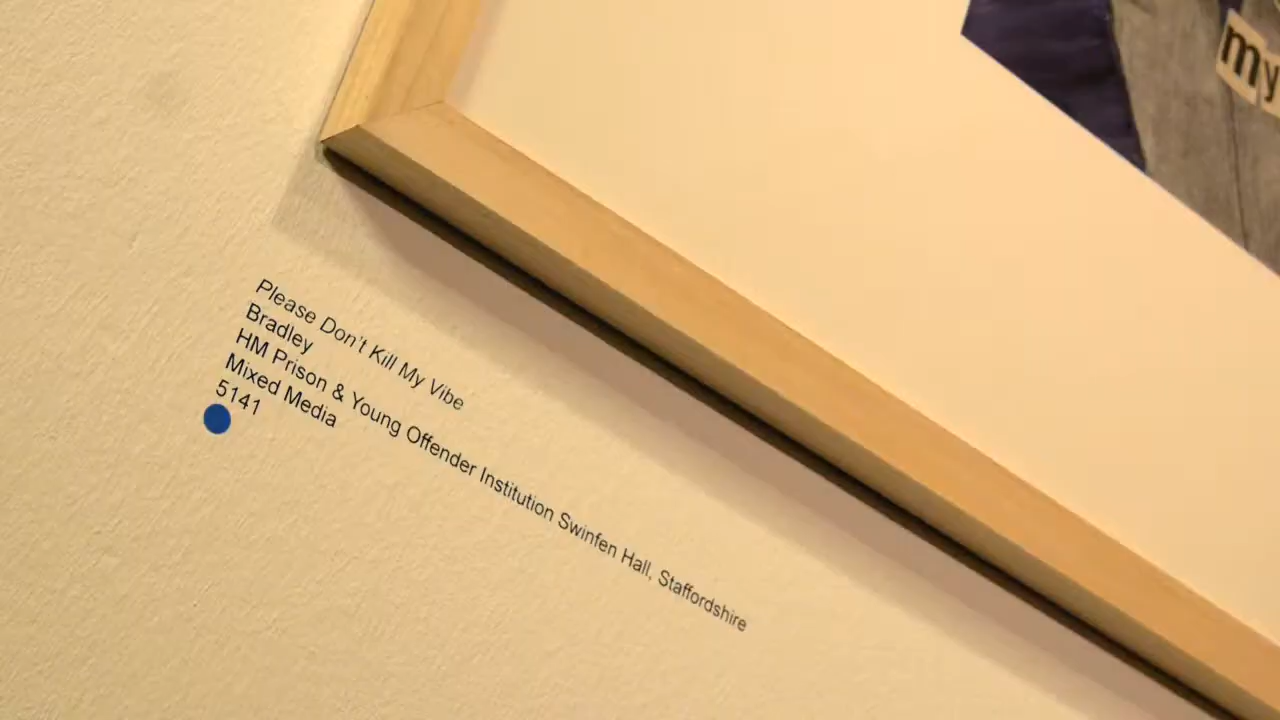 my
Please Don't Kill My Vibe
Bradley
HM Prison & Young Offender Institution Swinfen Hall, Staffordshire
Mixed Media
5141